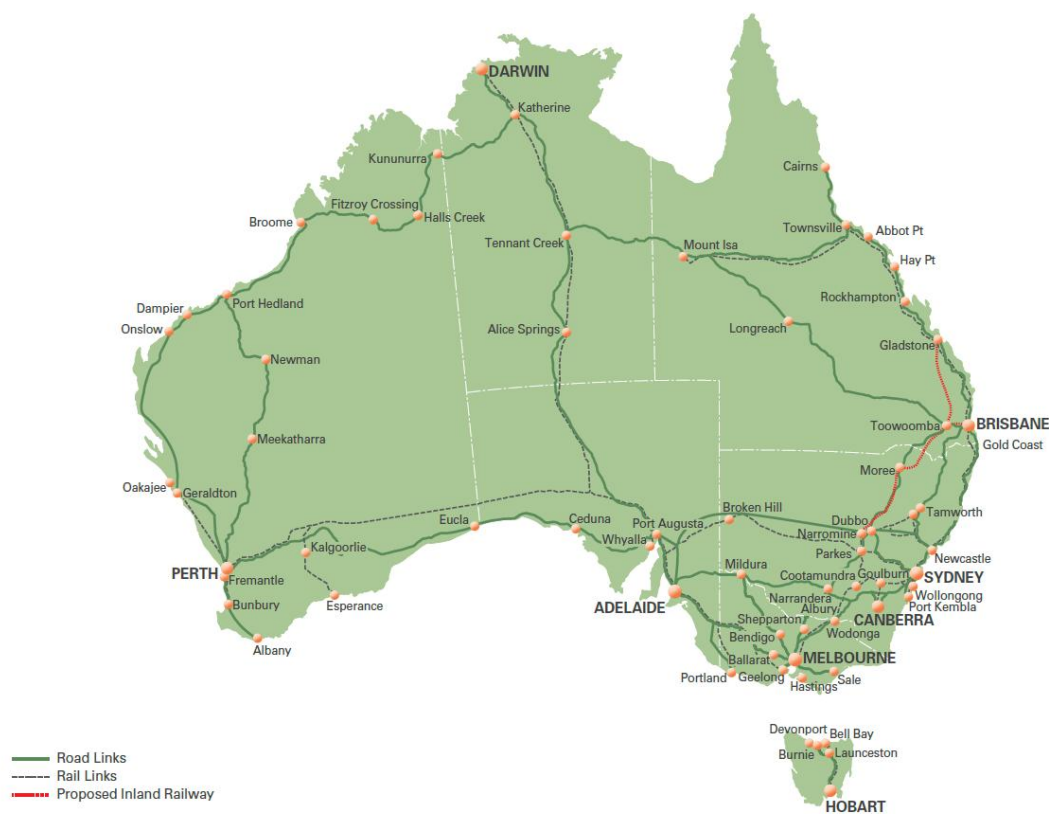 DARWIN
Katherine
Kununurra
Cairns
Fitzroy Crossing
Halls Creek
Broome
Townsville
Abbot Pt
Tennant Creek
Mount Isa
Hay Pt
Port Hedland
Rockhampton
Dampier
Onslow
Alice Springs
Longreach
Gladstone
Newman
Toowoomba
BRISBANE
Gold Coast
Meekatharra
Moree
Oakajee
Geraldton
Broken Hill
Tamworth
Eucla
Ceduna
Port Augusta
Dubbo
Whyalla
Narromine
Kalgoorlie
Parkes
Newcastle
PERTH
Mildura
Cootamundra
Goulburn
SYDNEY
Fremantle
Narrandera
Wollongong
Bunbury
Esperance
ADELAIDE
Albury
Port Kembla
Shepparton
CANBERRA
Bendigo
Wodonga
Albany
Ballarat
MELBOURNE
Portland
Geelong
Sale
Hastings
Devonport
Bell Bay
Burnie
Launceston
HOBART
Road Links
Rail Links
Proposed Inland Railway